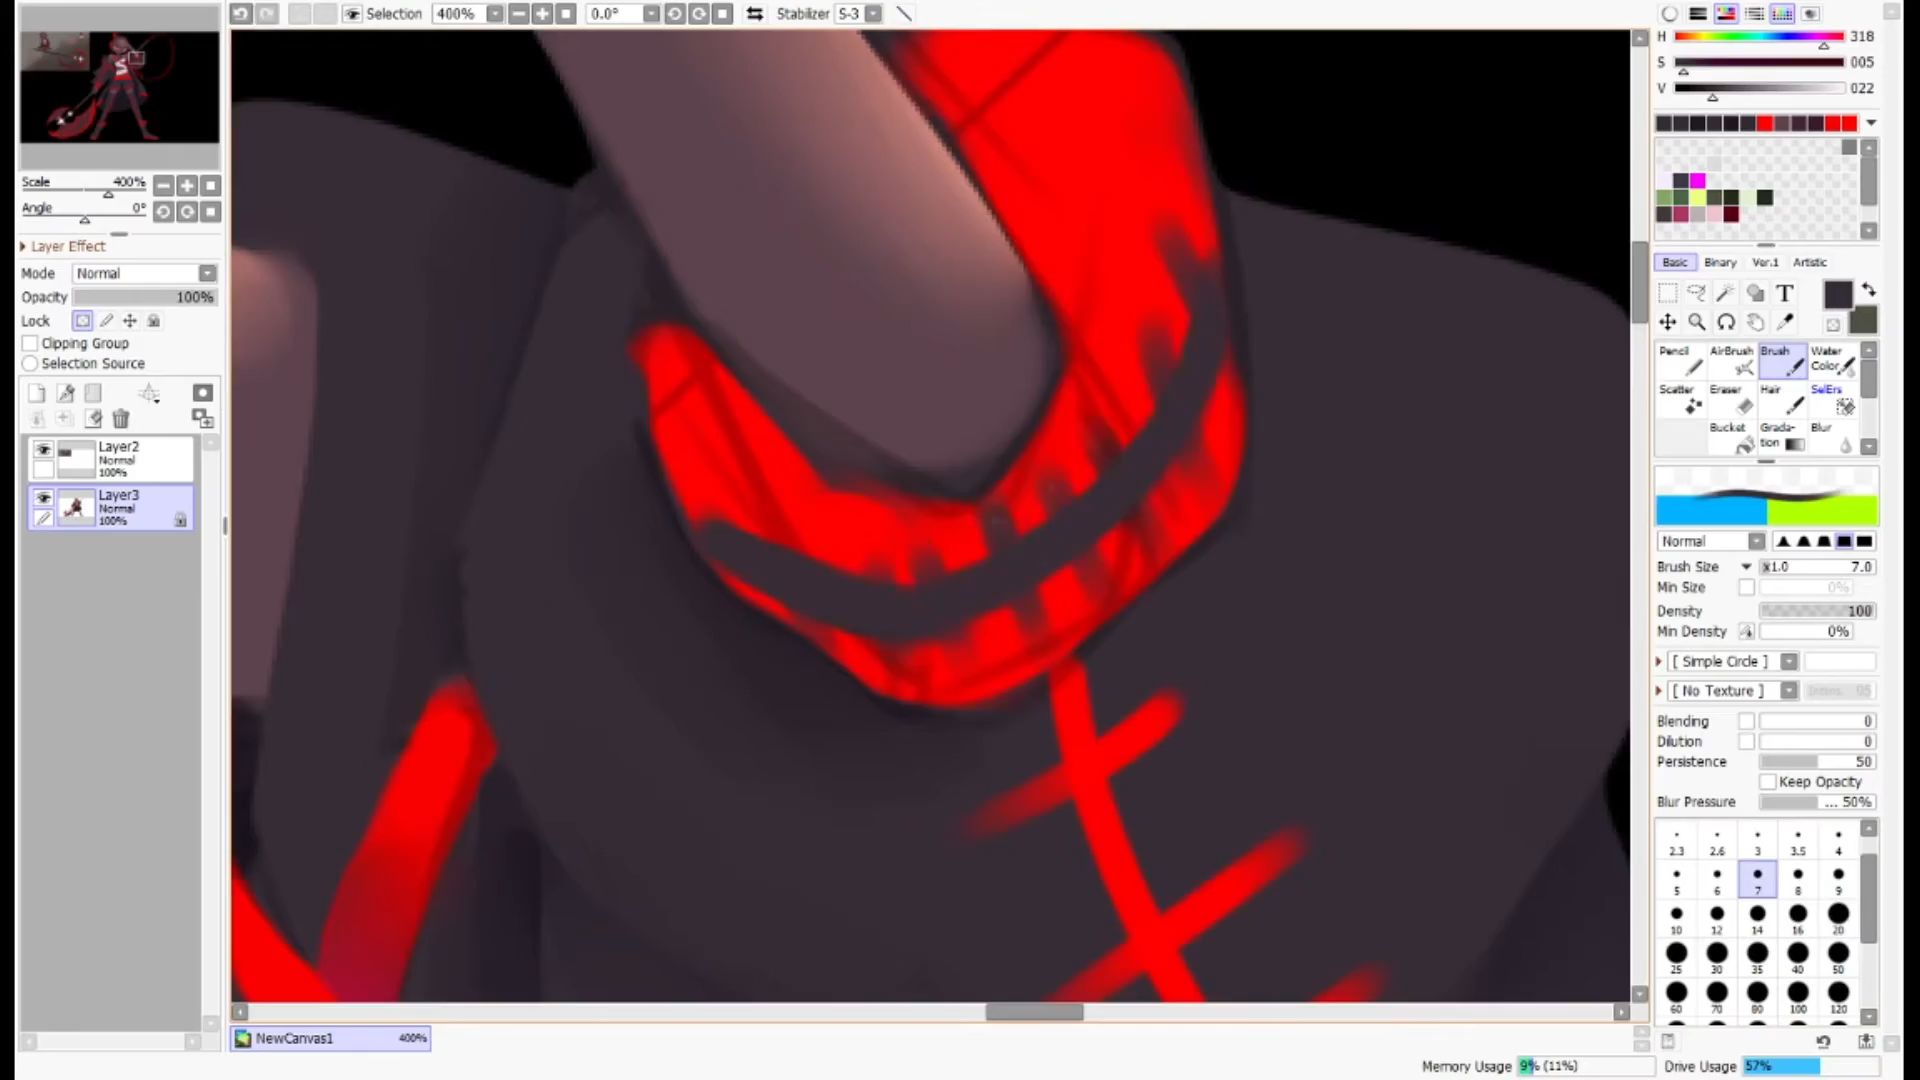 Selection 400% 0.0° Stabilizer S-3
H 318
S 005
V 022
Scale 400%
Angle 0°
Layer Effect
Mode Normal
Opacity 100%
Lock
Clipping Group
Selection Source
Layer2
Normal
100%
Layer3
Normal
100%
Basic Binary Ver.1 Artistic
T
Pencil AirBrush Brush Water Color
Scatter Eraser Hair SelErs
Bucket Grada-tion Blur
Normal
Brush Size x1.0 7.0
Min Size 0%
Density 100
Min Density 0%
[ Simple Circle ]
[ No Texture ] 95
Blending 0
Dilution 0
Persistence 50
Keep Opacity
Blur Pressure ... 50%
2.3 2.6 3 3.5 4
5 6 7 8 9
10 12 14 16 20
25 30 35 40 50
60 70 80 100 120
NewCanvas1 400%
Memory Usage 9% (11%) Drive Usage 57%